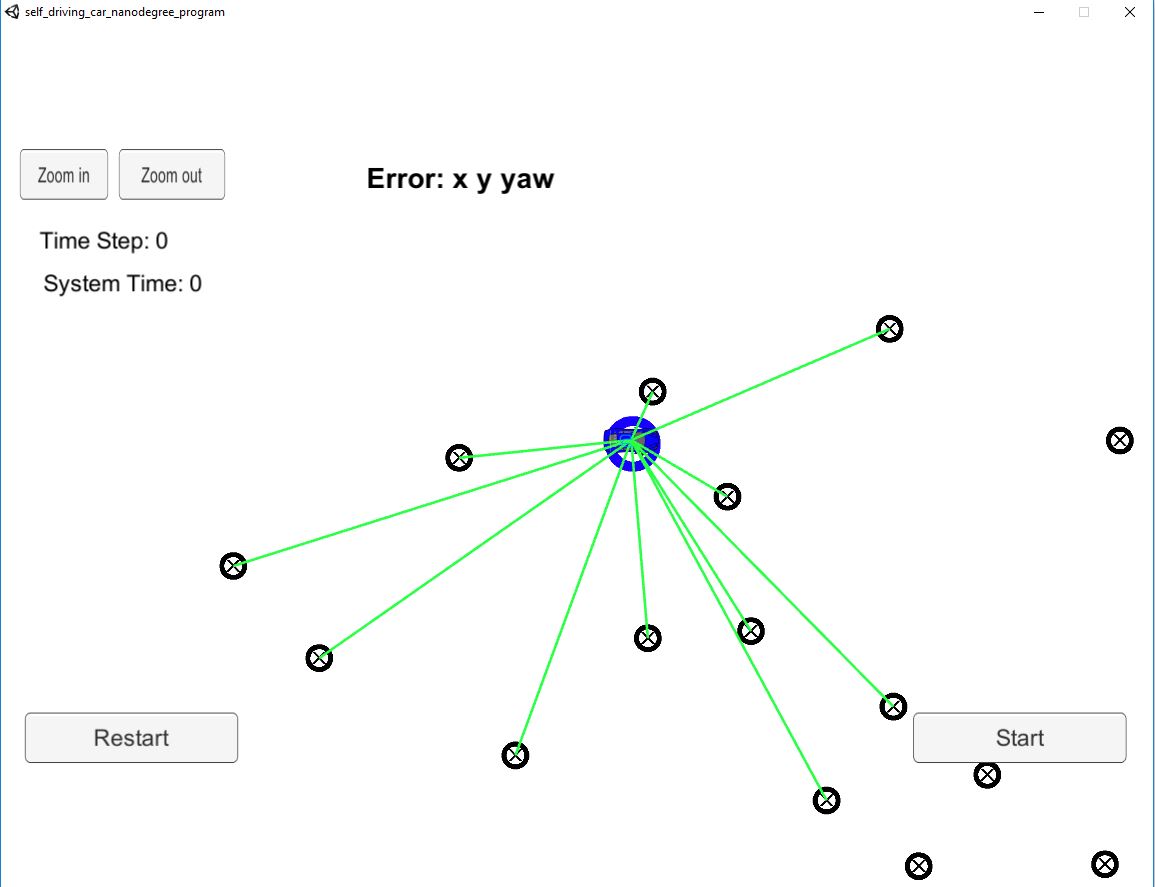 self_driving_car_nanodegree_program
Zoom in
Zoom out
Error: x y yaw
Time Step: 0
System Time: 0
Restart
Start